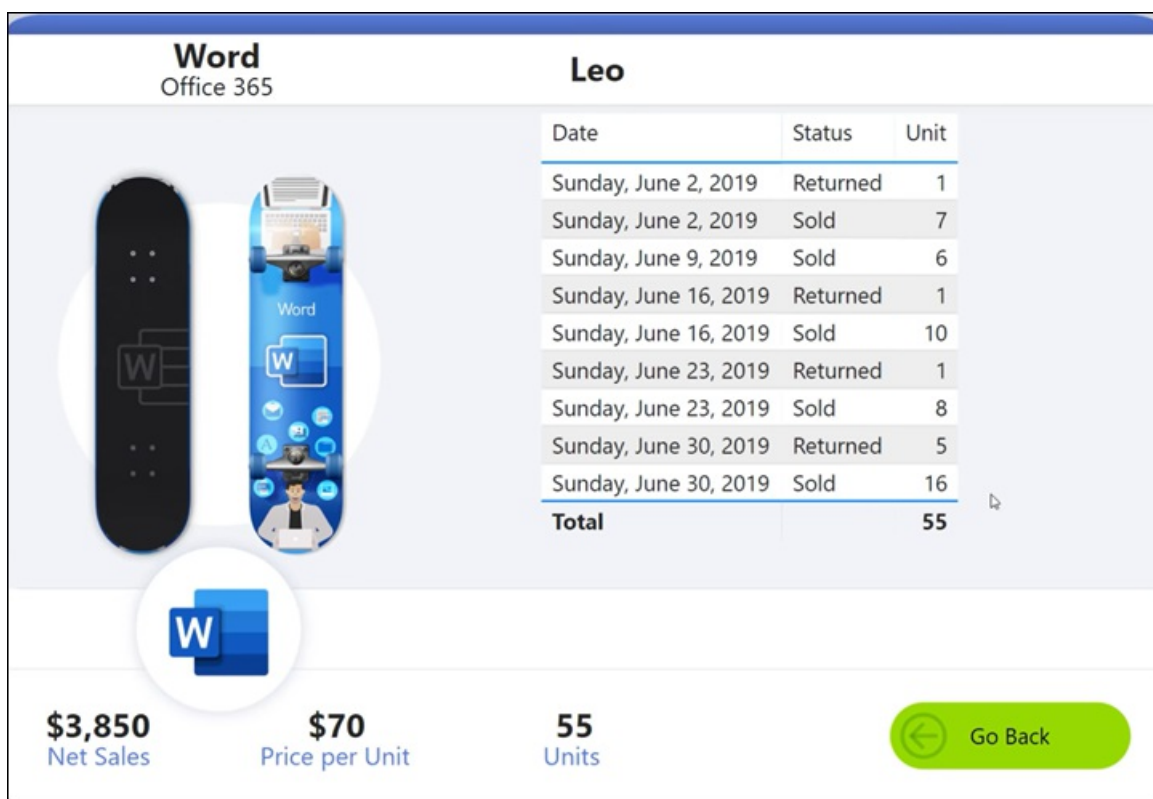 Word
Office 365
Leo
Date Status Unit
Sunday, June 2, 2019 Returned 1
Sunday, June 2, 2019 Sold 7
Sunday, June 9, 2019 Sold 6
Sunday, June 16, 2019 Returned 1
Sunday, June 16, 2019 Sold 10
Sunday, June 23, 2019 Returned 1
Sunday, June 23, 2019 Sold 8
Sunday, June 30, 2019 Returned 5
Sunday, June 30, 2019 Sold 16
Total 55
W
Word
W
A
W
$3,850
Net Sales
$70
Price per Unit
55
Units
Go Back